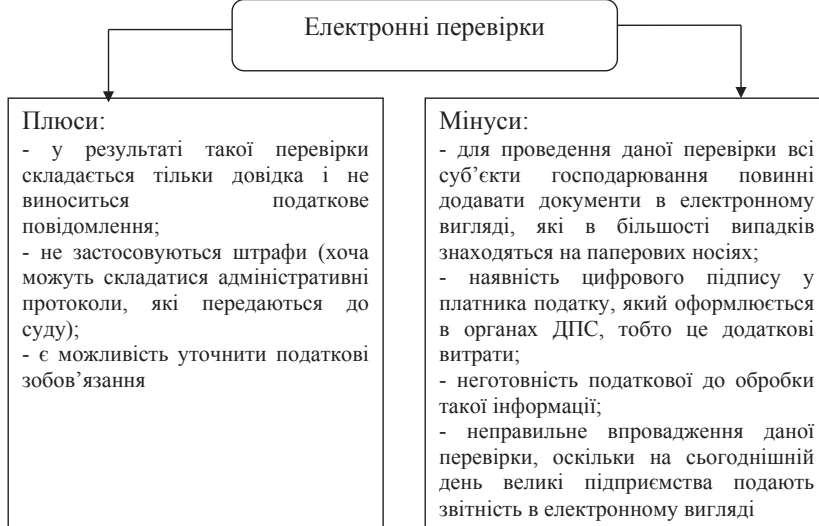 Електронні перевірки
Плюси:
- у результаті такої перевірки
складається тільки довідка і не
виноситься податкове
повідомлення;
- не застосовуються штрафи (хоча
можуть складатися адміністративні
протоколи, які передаються до
суду);
- є можливість уточнити податкові
зобов’язання
Мінуси:
- для проведення даної перевірки всі
суб’єкти господарювання повинні
додавати документи в електронному
вигляді, які в більшості випадків
знаходяться на паперових носіях;
- наявність цифрового підпису у
платника податку, який оформлюється
в органах ДПС, тобто це додаткові
витрати;
- неготовність податкової до обробки
такої інформації;
- неправильне впровадження даної
перевірки, оскільки на сьогоднішній
день великі підприємства подають
звітність в електронному вигляді